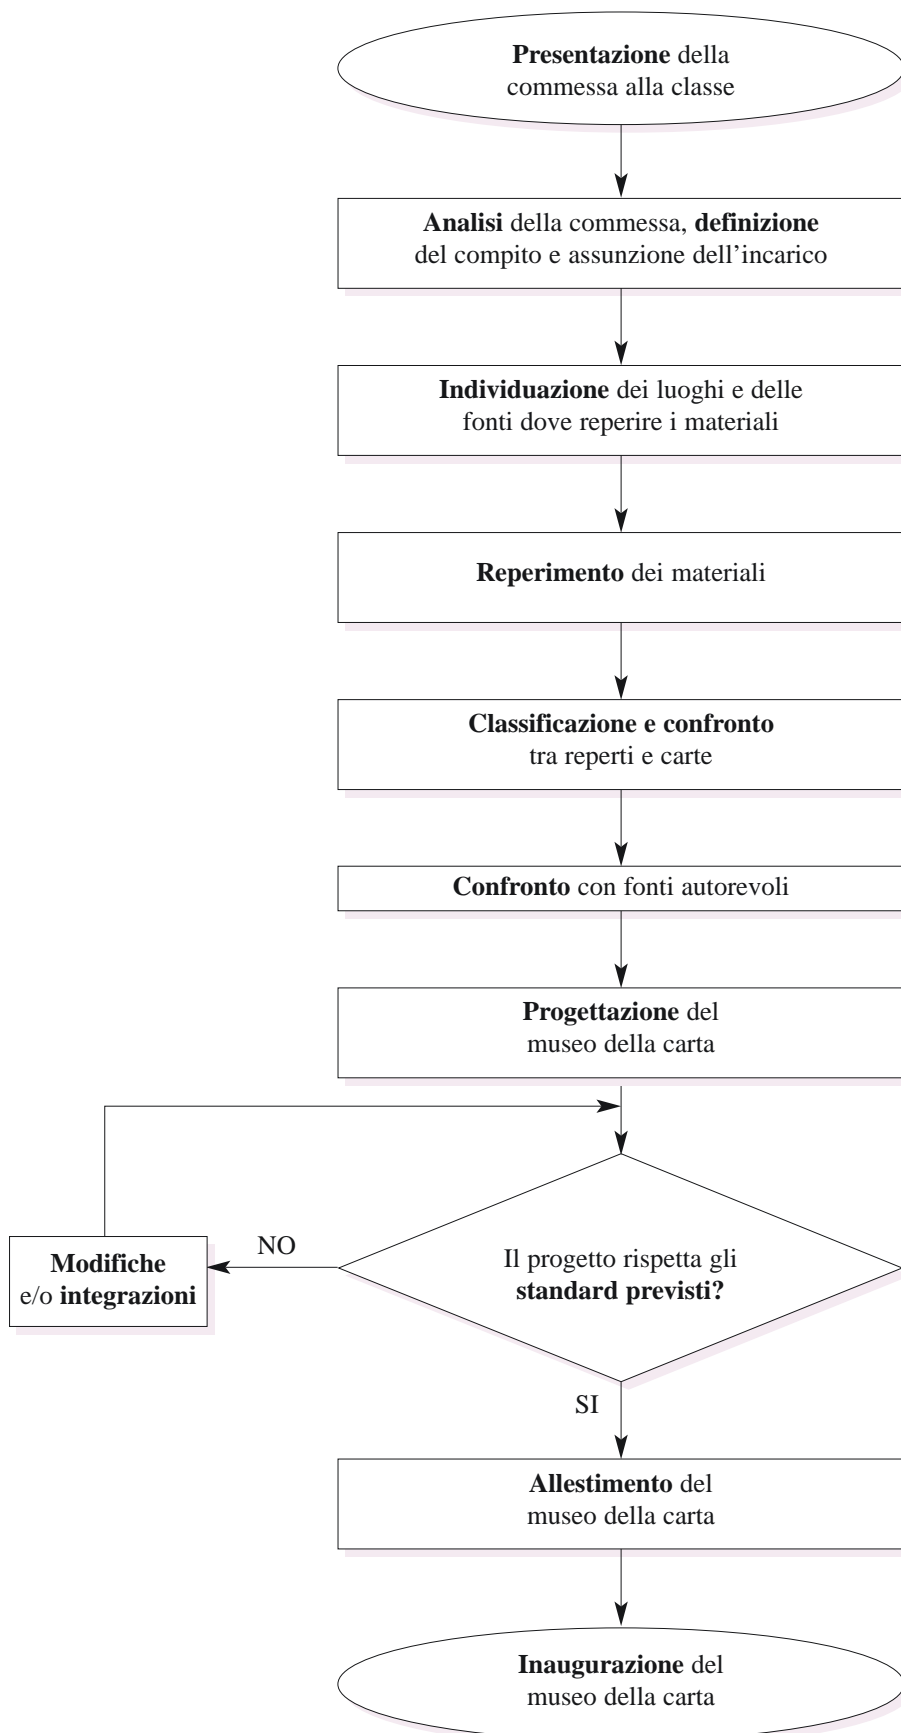 Presentazione della
commessa alla classe
Analisi della commessa, definizione
del compito e assunzione dell'incarico
Individuazione dei luoghi e delle
fonti dove reperire i materiali
Reperimento dei materiali
Classificazione e confronto
tra reperti e carte
Confronto con fonti autorevoli
Progettazione del
museo della carta
Il progetto rispetta gli
standard previsti?
NO
Modifiche
e/o integrazioni
SI
Allestimento del
museo della carta
Inaugurazione del
museo della carta